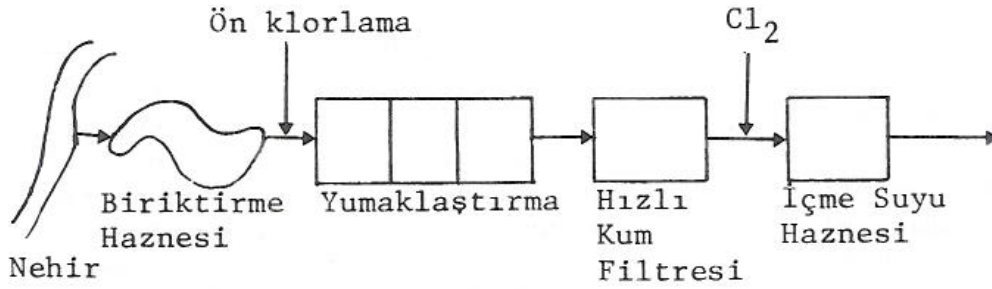 Ön klorlama
Cl2
Biriktirme
Haznesi
Yumaklaştırma
Hızlı
Kum
Filtresi
İçme Suyu
Haznesi
Nehir